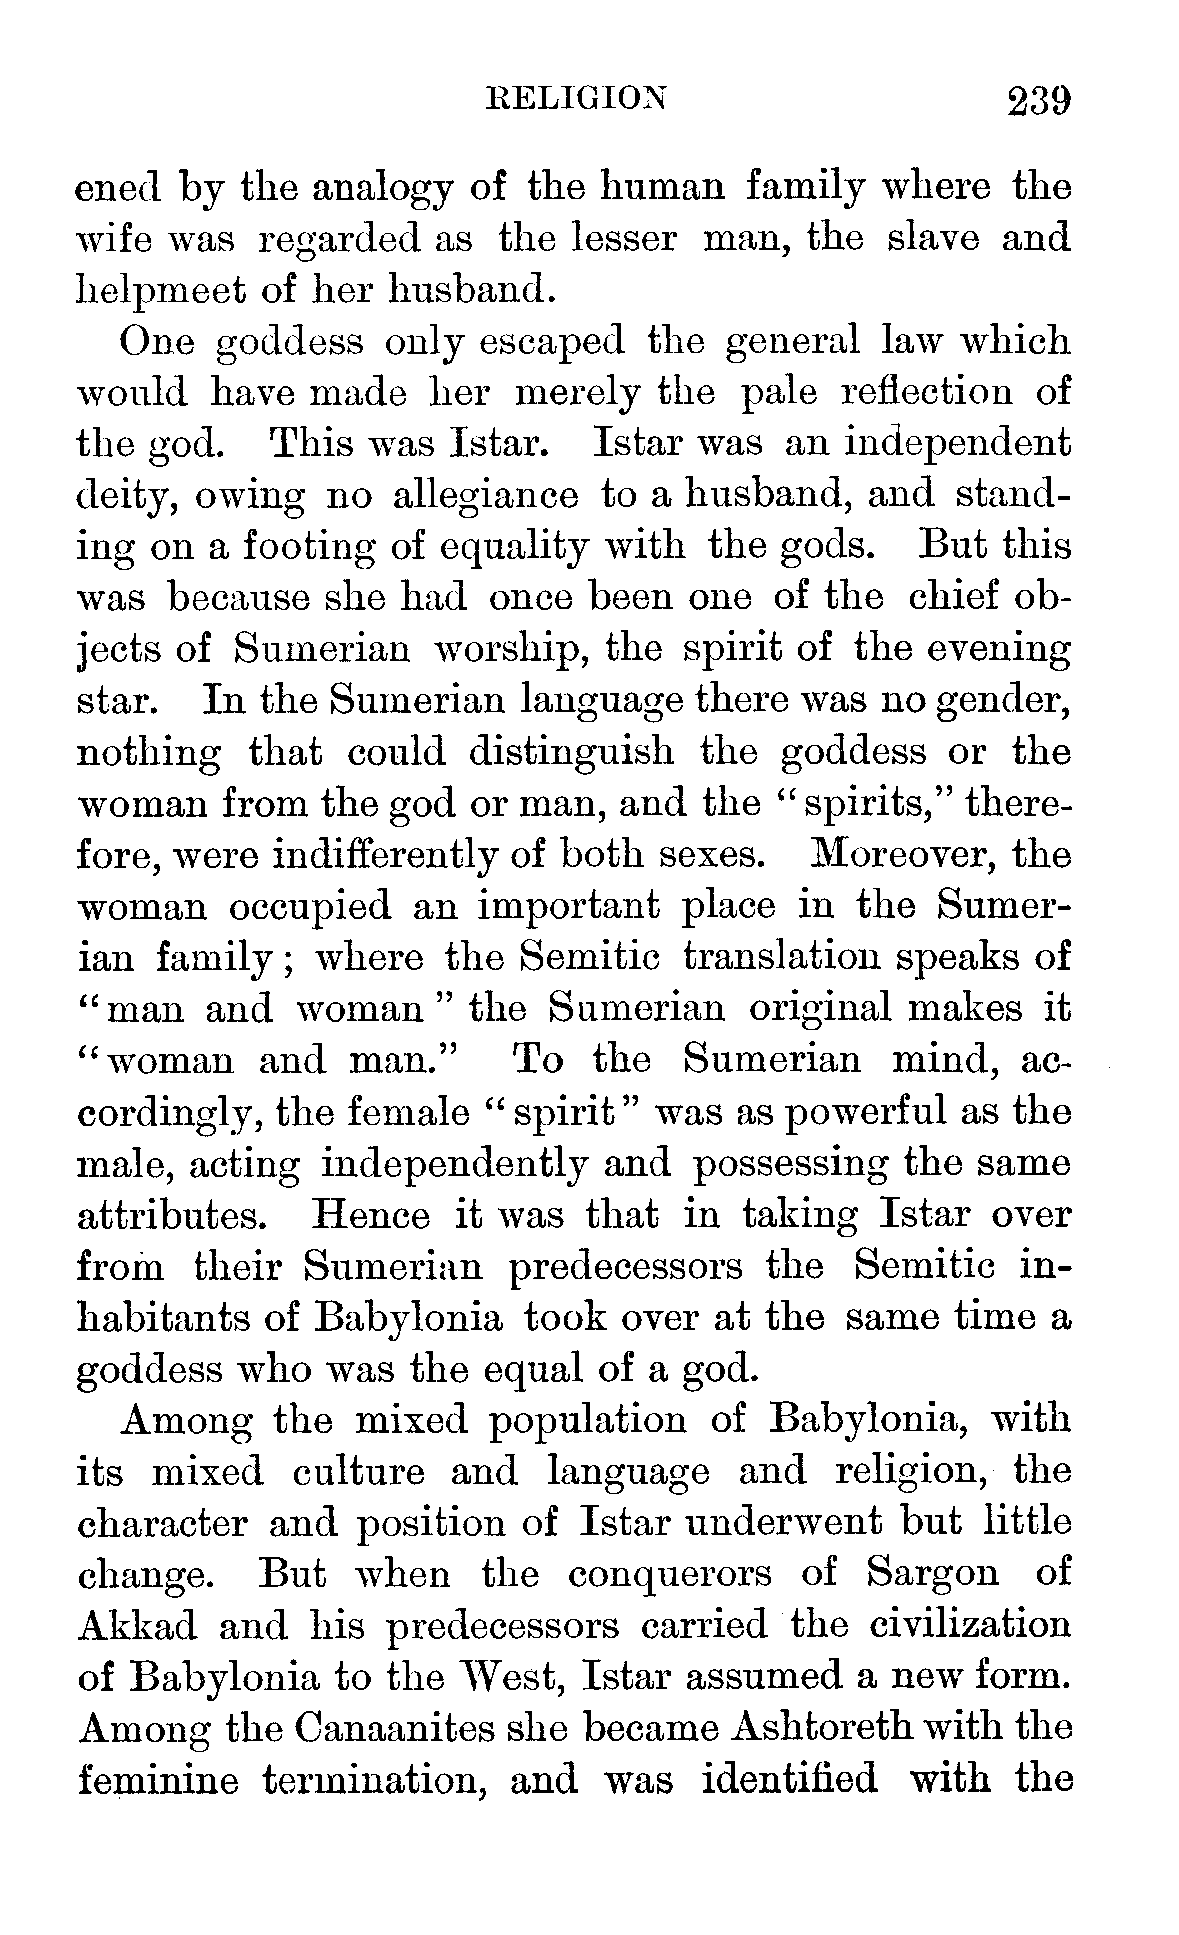 RELIGION 239
ened by the analogy of the human family where the
wife was regarded as the lesser man, the slave and
helpmeet of her husband.
One goddess only escaped the general law which
would have made her merely the pale reflection of
the god. This was Istar. Istar was an independent
deity, owing no allegiance to a husband, and stand-
ing on a footing of equality with the gods. But this
was because she had once been one of the chief ob-
jects of Sumerian worship, the spirit of the evening
star. In the Sumerian language there was no gender,
nothing that could distinguish the goddess or the
woman from the god or man, and the “spirits,” there-
fore, were indifferently of both sexes. Moreover, the
woman occupied an important place in the Sumer-
ian family; where the Semitic translation speaks of
“man and woman” the Sumerian original makes it
“woman and man.” To the Sumerian mind, ac-
cordingly, the female “spirit” was as powerful as the
male, acting independently and possessing the same
attributes. Hence it was that in taking Istar over
from their Sumerian predecessors the Semitic in-
habitants of Babylonia took over at the same time a
goddess who was the equal of a god.
Among the mixed population of Babylonia, with
its mixed culture and language and religion, the
character and position of Istar underwent but little
change. But when the conquerors of Sargon of
Akkad and his predecessors carried the civilization
of Babylonia to the West, Istar assumed a new form.
Among the Canaanites she became Ashtoreth with the
feminine termination, and was identified with the